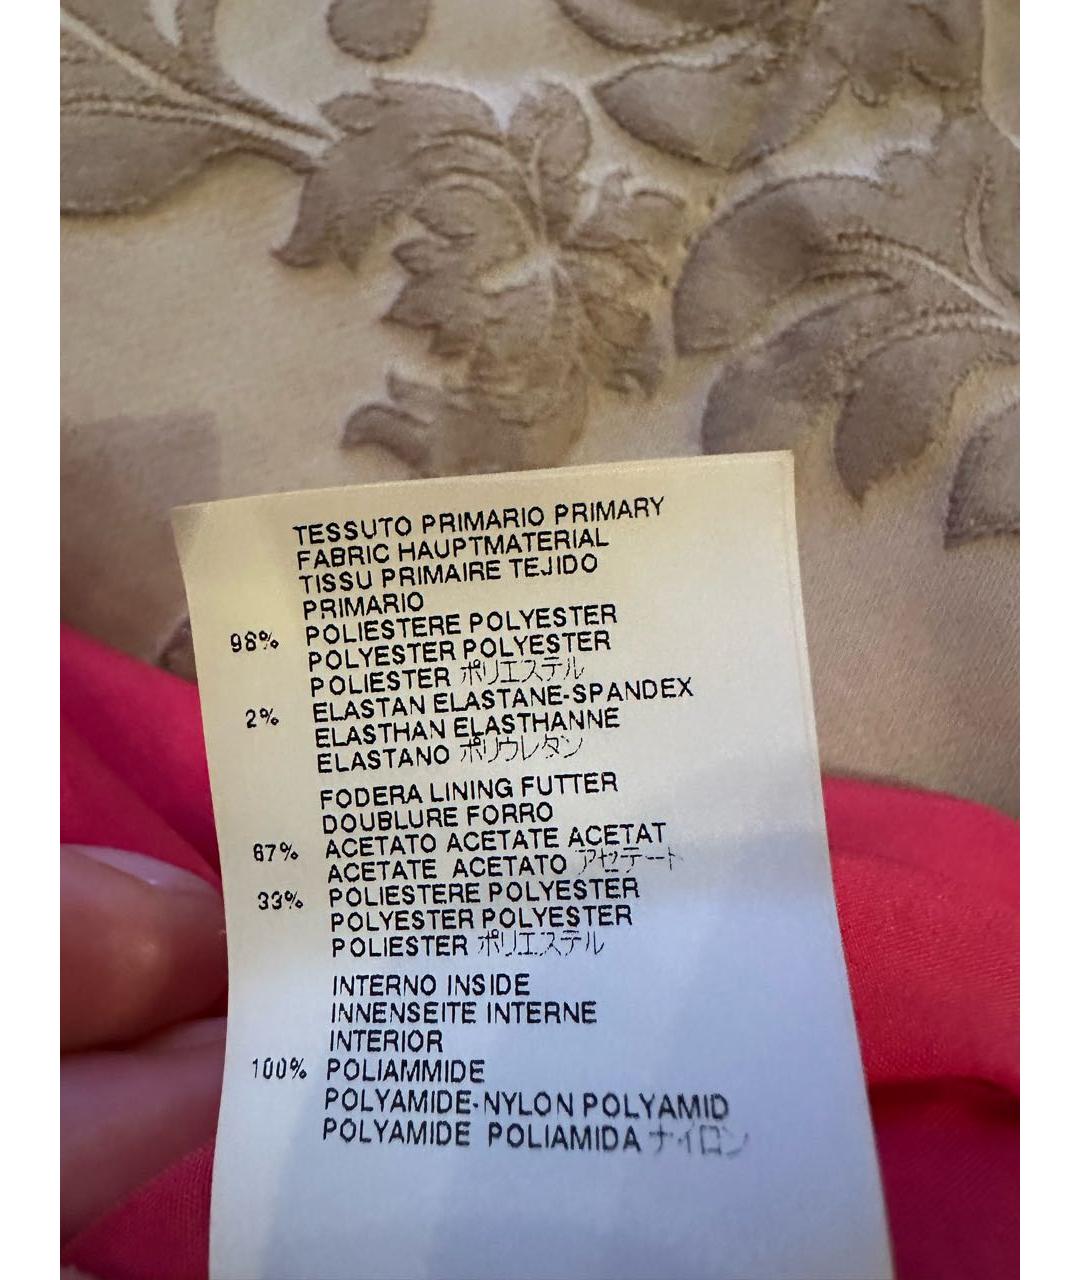 TESSUTO PRIMARIO PRIMARY
FABRIC HAUPTMATERIAL
TISSU PRIMAIRE TEJIDO
PRIMARIO
98% POLIESTERE POLYESTER
POLYESTER POLYESTER
POLIESTER ポリエステル
2% ELASTAN ELASTANE-SPANDEX
ELASTHAN ELASTHANNE
ELASTANO ポリウレタン
FODERA LINING FUTTER
DOUBLURE FORRO
67% ACETATO ACETATE ACETAT
ACETATE ACETATO アセテート
33% POLIESTERE POLYESTER
POLYESTER POLYESTER
POLIESTER ポリエステル
INTERNO INSIDE
INNENSEITE INTERNE
INTERIOR
100% POLIAMMIDE
POLYAMIDE-NYLON POLYAMID
POLYAMIDE POLIAMIDA ナイロン